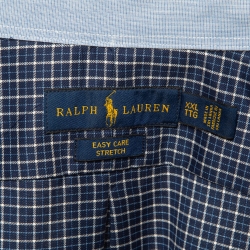 RALPH LAUREN
XXL
TTG
EASY CARE
STRETCH